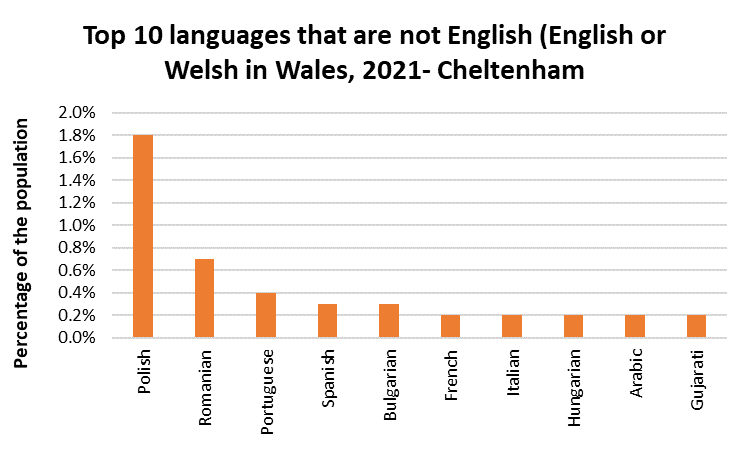 Top 10 languages that are not English (English or
Welsh in Wales, 2021- Cheltenham
Percentage of the population
2.0%
1.8%
1.6%
1.4%
1.2%
1.0%
0.8%
0.6%
0.4%
0.2%
0.0%
Polish
Romanian
Portuguese
Spanish
Bulgarian
French
Italian
Hungarian
Arabic
Gujarati